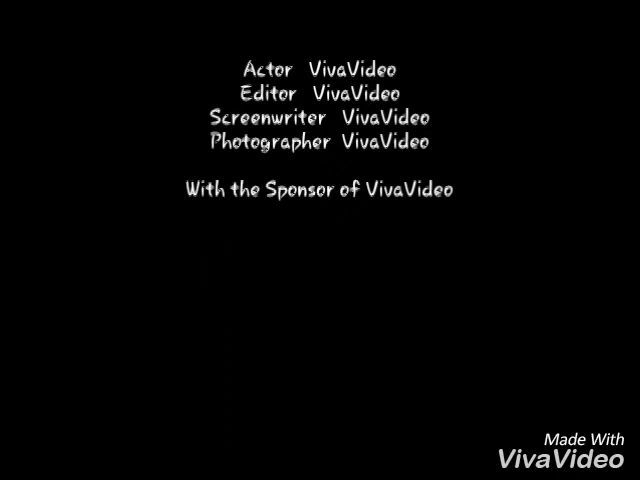 Actor VivaVideo
Editor VivaVideo
Screenwriter VivaVideo
Photographer VivaVideo
With the Sponsor of VivaVideo
Made With
VivaVideo